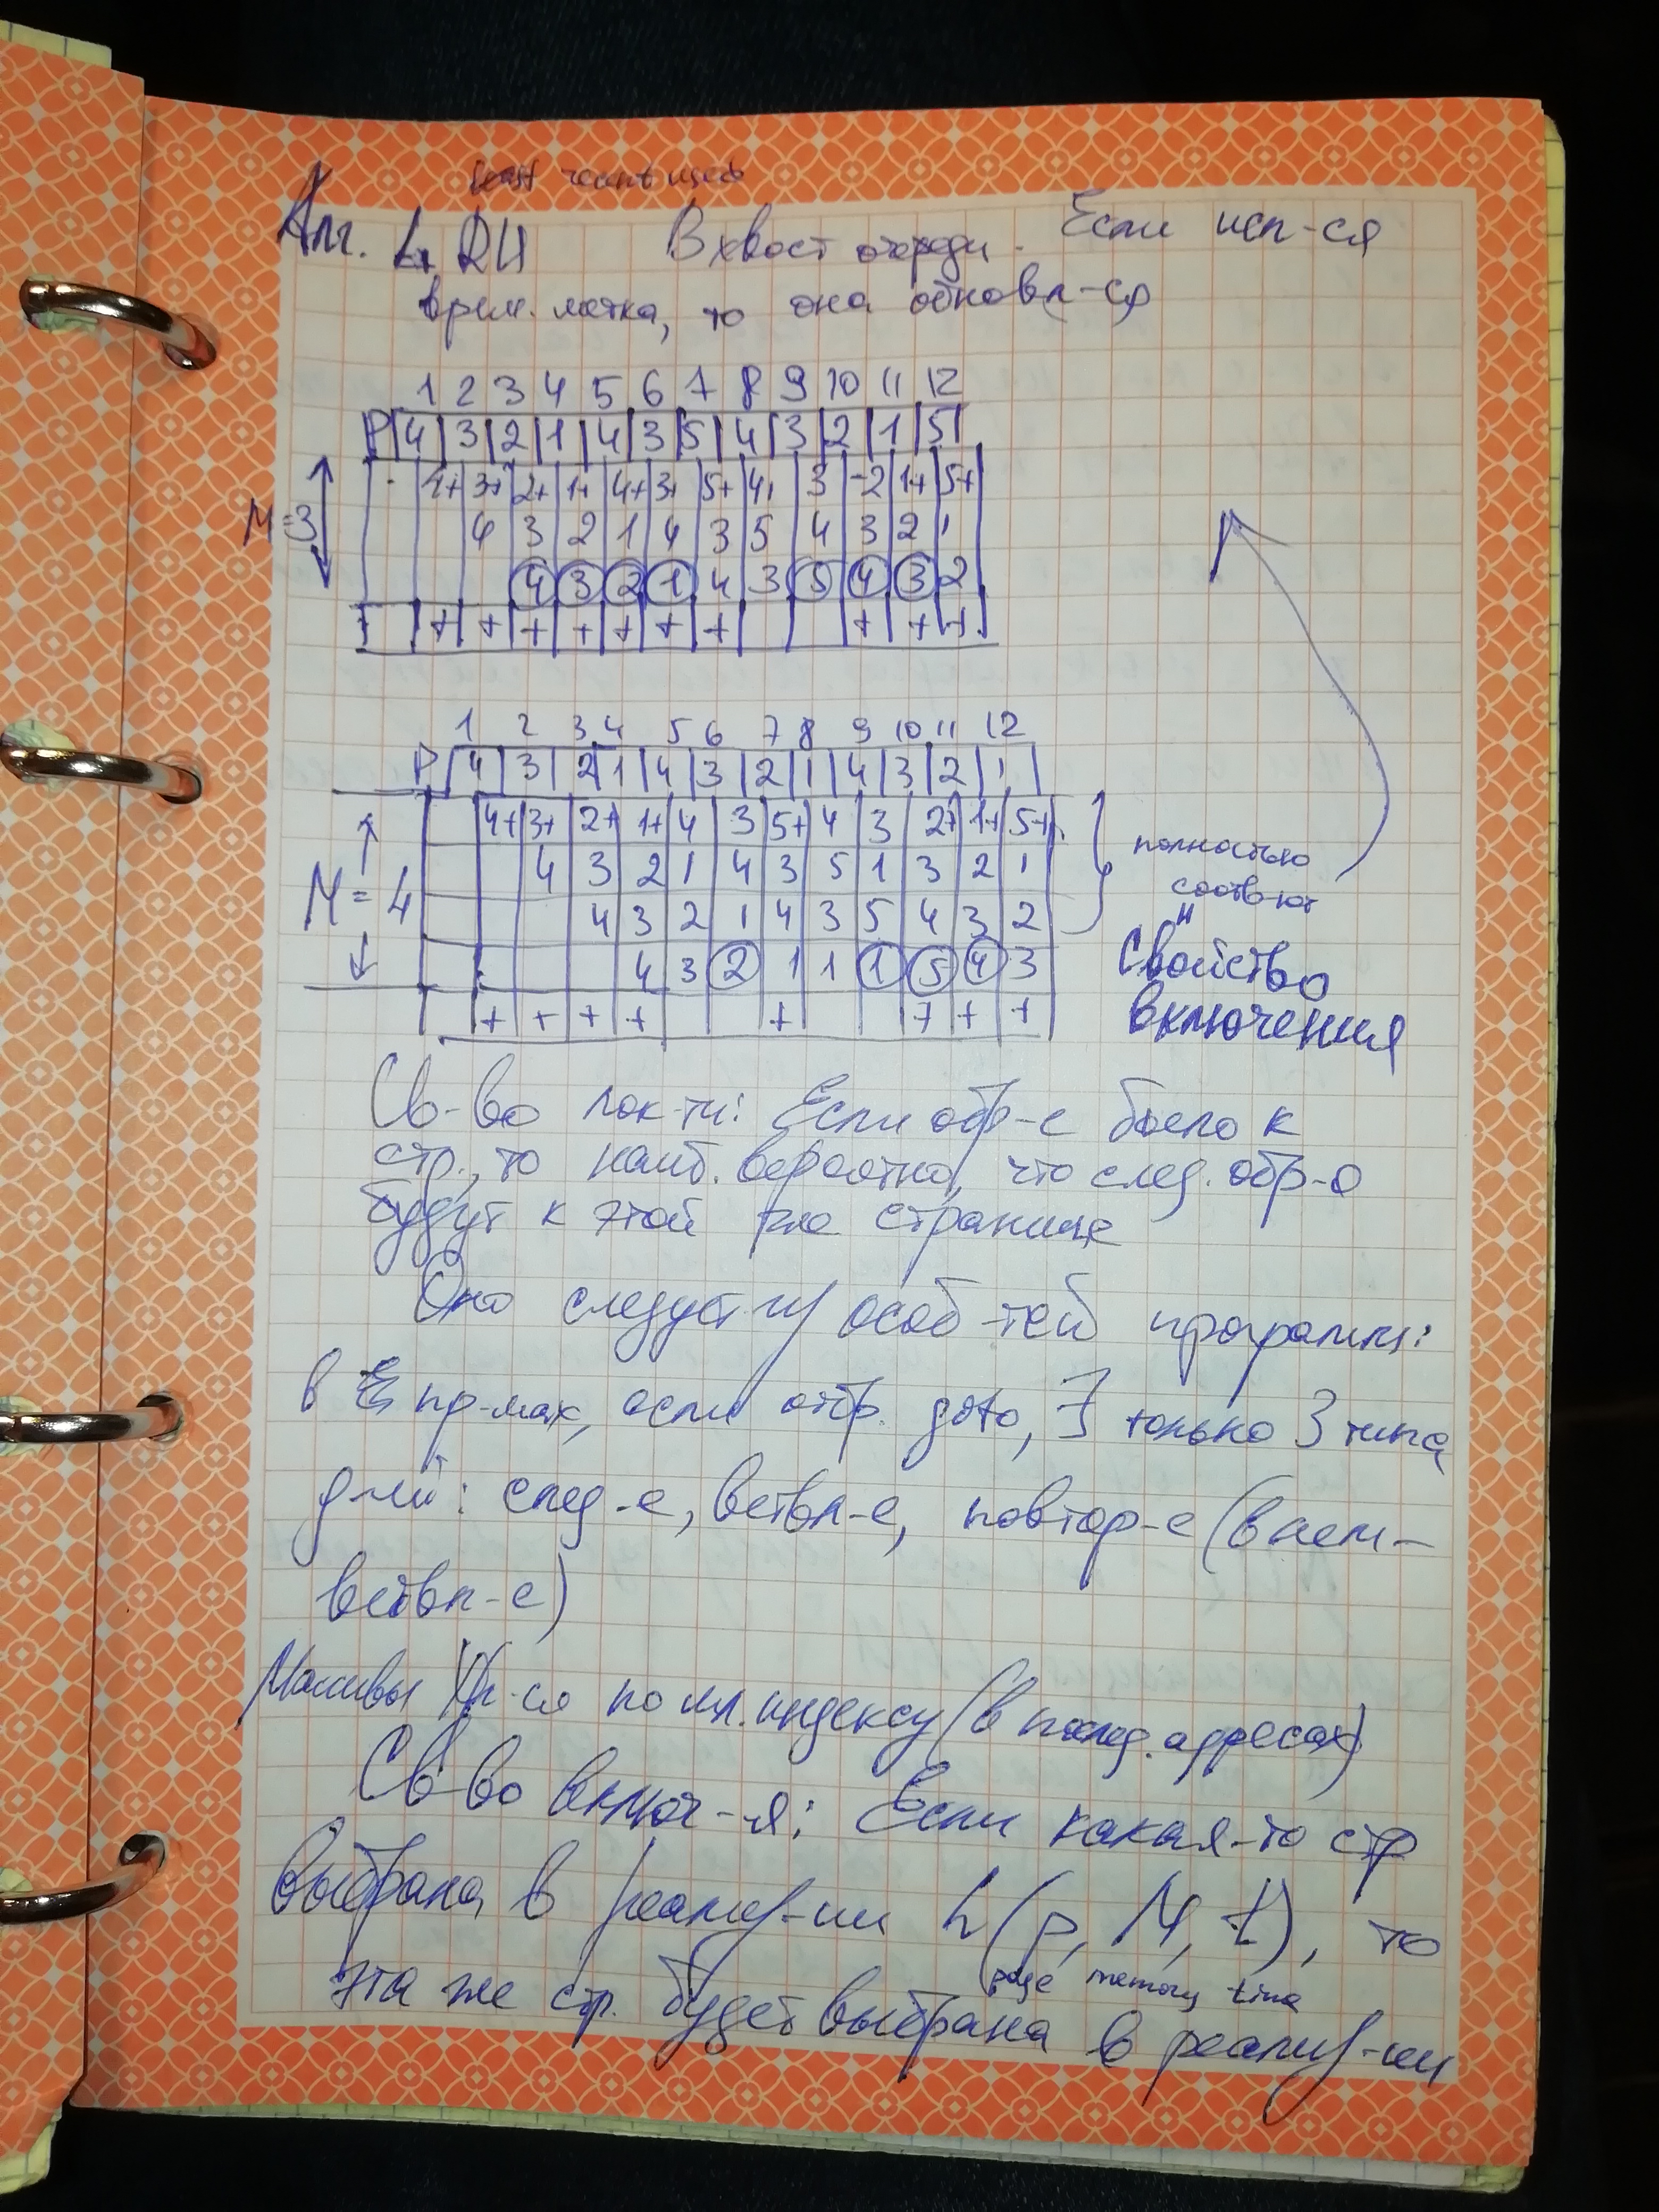 least recent used
Алг. LRU В хвост очереди. Если исп-ся
врем. метка, то она обновл-ся
1 2 3 4 5 6 7 8 9 10 11 12
P 4 3 2 1 4 3 5 4 3 2 1 5
4+ 3+ 2+ 1+ 4+ 3+ 5+ 4+ 3 2 1+ 5+
M=3 4 3 2 1 4 3 5 4 3 2 1
4 3 2 1 4 3 5 4 3 2
+ + + + + + + + + +
1 2 3 4 5 6 7 8 9 10 11 12
P 4 3 2 1 4 3 2 1 4 3 2 1
4+ 3+ 2+ 1+ 4 3 5+ 4 3 2+ 1+ 5+
4 3 2 1 4 3 5 1 3 2 1 полностью
M=4 4 3 2 1 4 3 5 4 3 2 соотв-ют
4 3 2 1 1 1 5 4 3 Свойство
+ + + + + + + + включения
Св-во лок-ти: Если обр-е было к
стр., то наиб. вероятно, что след. обр-я
будут к этой же странице
Оно следует из особ-тей программ:
в пр-мах, если отбр. goto, ∃ только 3 типа
д-ий: след-е, ветвл-е, повтор-е (в нем-
ветвл-е)
Массивы Хр-ся по мл. индексу (в послед. адресах)
Св-во включ-я: Если какая-то стр
выбрана в реализ-ии h(p, M, t), то
page memory time
эта же стр. будет выбрана в реализ-ии